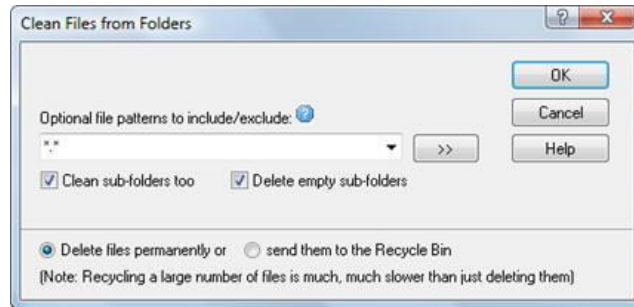 Clean Files from Folders
OK
Optional file patterns to include/exclude:
Cancel
*.*
>>
Help
Clean sub-folders too
Delete empty sub-folders
Delete files permanently or
send them to the Recycle Bin
(Note: Recycling a large number of files is much, much slower than just deleting them)